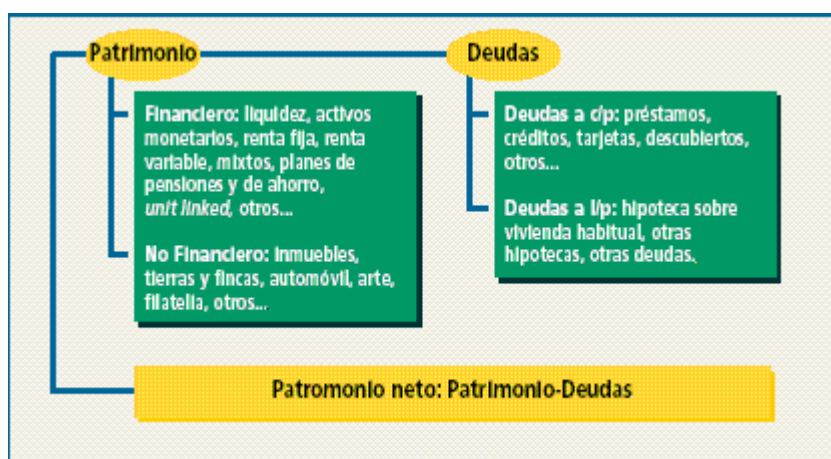 Patrimonio
Deudas
Financiero: liquidez, activos
monetarios, renta fija, renta
variable, mixtos, planes de
pensiones y de ahorro,
unit linked, otros...
No Financiero: inmuebles,
tierras y fincas, automóvil, arte,
filatelia, otros...
Deudas a c/p: préstamos,
créditos, tarjetas, descubiertos,
otros...
Deudas a l/p: hipoteca sobre
vivienda habitual, otras
hipotecas, otras deudas.
Patromonio neto: Patrimonio-Deudas